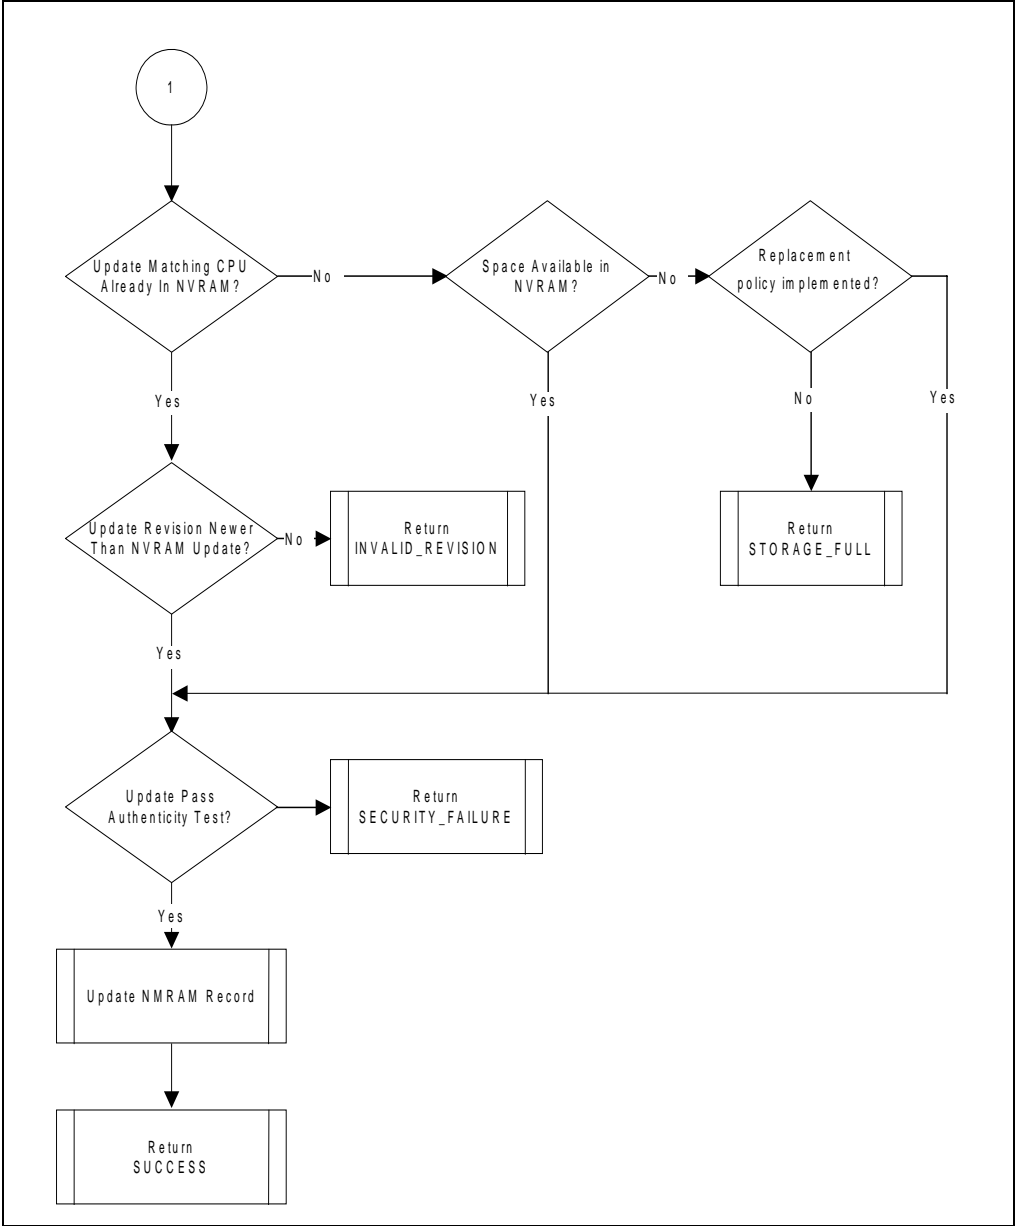 1
Update Matching CPU
Already In NVRAM?
No
Space Available in
NVRAM?
No
Replacement
policy implemented?
Yes
Yes
No
Yes
Update Revision Newer
Than NVRAM Update?
No
Return
INVALID_REVISION
Return
STORAGE_FULL
Yes
Update Pass
Authenticity Test?
Return
SECURITY_FAILURE
Yes
Update NMRAM Record
Return
SUCCESS